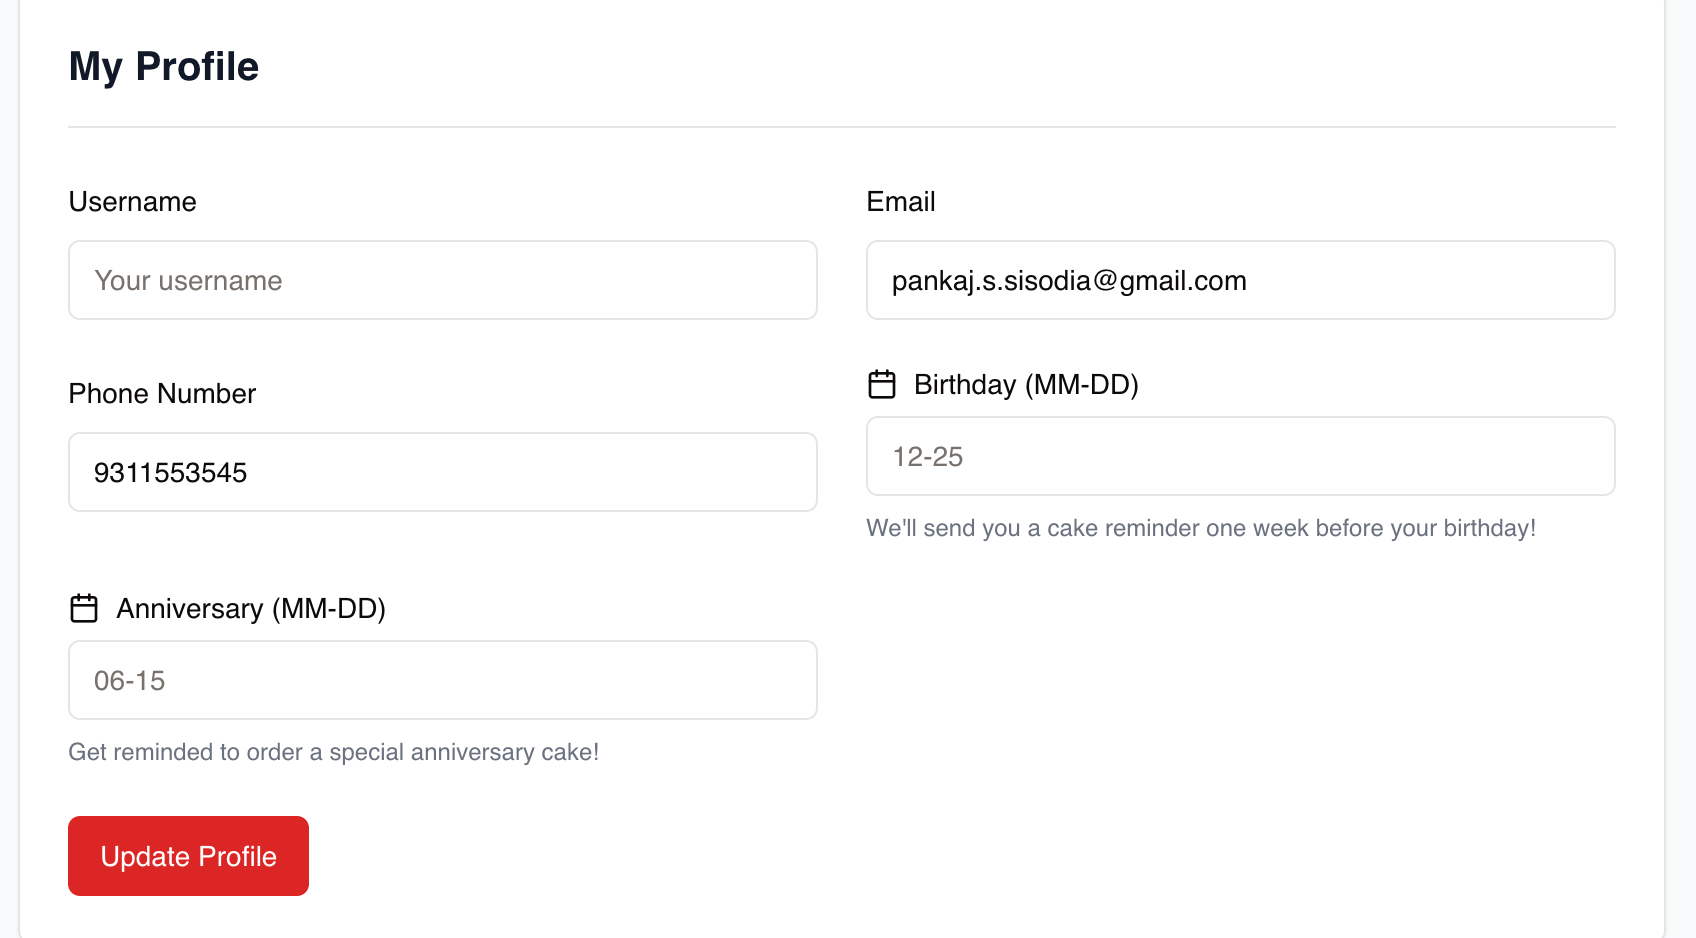 My Profile
Username
Your username
Email
pankaj.s.sisodia@gmail.com
Phone Number
9311553545
Birthday (MM-DD)
12-25
We'll send you a cake reminder one week before your birthday!
Anniversary (MM-DD)
06-15
Get reminded to order a special anniversary cake!
Update Profile